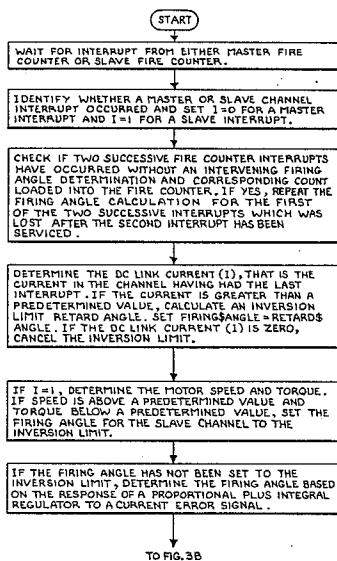 START
WAIT FOR INTERRUPT FROM EITHER MASTER FIRE
COUNTER OR SLAVE FIRE COUNTER.
IDENTIFY WHETHER A MASTER OR SLAVE CHANNEL
INTERRUPT OCCURRED AND SET I=0 FOR A MASTER
INTERRUPT AND I=1 FOR A SLAVE INTERRUPT.
CHECK IF TWO SUCCESSIVE FIRE COUNTER INTERRUPTS
HAVE OCCURRED WITHOUT AN INTERVENING FIRING
ANGLE DETERMINATION AND CORRESPONDING COUNT
LOADED INTO THE FIRE COUNTER. IF YES, REPEAT THE
FIRING ANGLE CALCULATION FOR THE FIRST
OF THE TWO SUCCESSIVE INTERRUPTS WHICH WAS
LOST AFTER THE SECOND INTERRUPT HAS BEEN
SERVICED.
DETERMINE THE DC LINK CURRENT (I), THAT IS THE
CURRENT IN THE CHANNEL HAVING HAD THE LAST
INTERRUPT. IF THE CURRENT IS GREATER THAN A
PREDETERMINED VALUE, CALCULATE AN INVERSION
LIMIT RETARD ANGLE. SET FIRING$ANGLE=RETARD$
ANGLE. IF THE DC LINK CURRENT (I) IS ZERO,
CANCEL THE INVERSION LIMIT.
IF I=1, DETERMINE THE MOTOR SPEED AND TORQUE.
IF SPEED IS ABOVE A PREDETERMINED VALUE AND
TORQUE BELOW A PREDETERMINED VALUE, SET THE
FIRING ANGLE FOR THE SLAVE CHANNEL TO THE
INVERSION LIMIT.
IF THE FIRING ANGLE HAS NOT BEEN SET TO THE
INVERSION LIMIT, DETERMINE THE FIRING ANGLE BASED
ON THE RESPONSE OF A PROPORTIONAL PLUS INTEGRAL
REGULATOR TO A CURRENT ERROR SIGNAL.
TO FIG. 3B